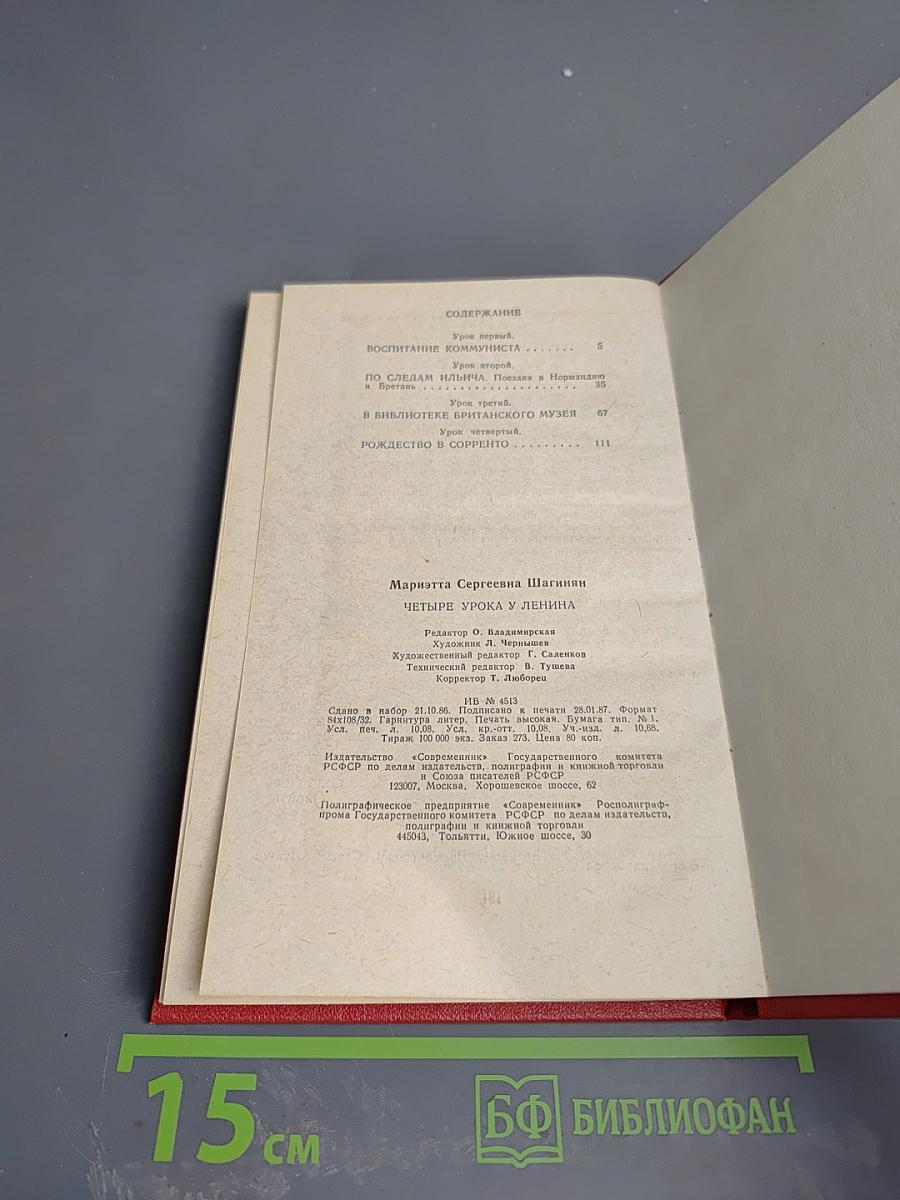 СОДЕРЖАНИЕ
Урок первый.
ВОСПИТАНИЕ КОММУНИСТА . . . . . . . 5
Урок второй.
ПО СЛЕДАМ ИЛЬИЧА. Поездка в Нормандию
и Бретань . . . . . . . . . . . . . . . . . . . . . 35
Урок третий.
В БИБЛИОТЕКЕ БРИТАНСКОГО МУЗЕЯ 67
Урок четвертый.
РОЖДЕСТВО В СОРРЕНТО . . . . . . . . . 111
Мариэтта Сергеевна Шагинян
ЧЕТЫРЕ УРОКА У ЛЕНИНА
Редактор О. Владимирская
Художник Л. Чернышев
Художественный редактор Г. Саленков
Технический редактор В. Тушева
Корректор Т. Люборец
ИБ № 4513
Сдано в набор 21.10.86. Подписано к печати 28.01.87. Формат
84х108/32. Гарнитура литер. Печать высокая. Бумага тип. № 1.
Усл. печ. л. 10,08. Усл. кр.-отт. 10,08. Уч.-изд. л. 10,68.
Тираж 100 000 экз. Заказ 273. Цена 80 коп.
Издательство «Современник» Государственного комитета
РСФСР по делам издательств, полиграфии и книжной торговли
и Союза писателей РСФСР
123007, Москва, Хорошевское шоссе, 62
Полиграфическое предприятие «Современник» Росполиграф-
прома Государственного комитета РСФСР по делам издательств,
полиграфии и книжной торговли
445043, Тольятти, Южное шоссе, 30
15 см
БФ БИБЛИОФАН